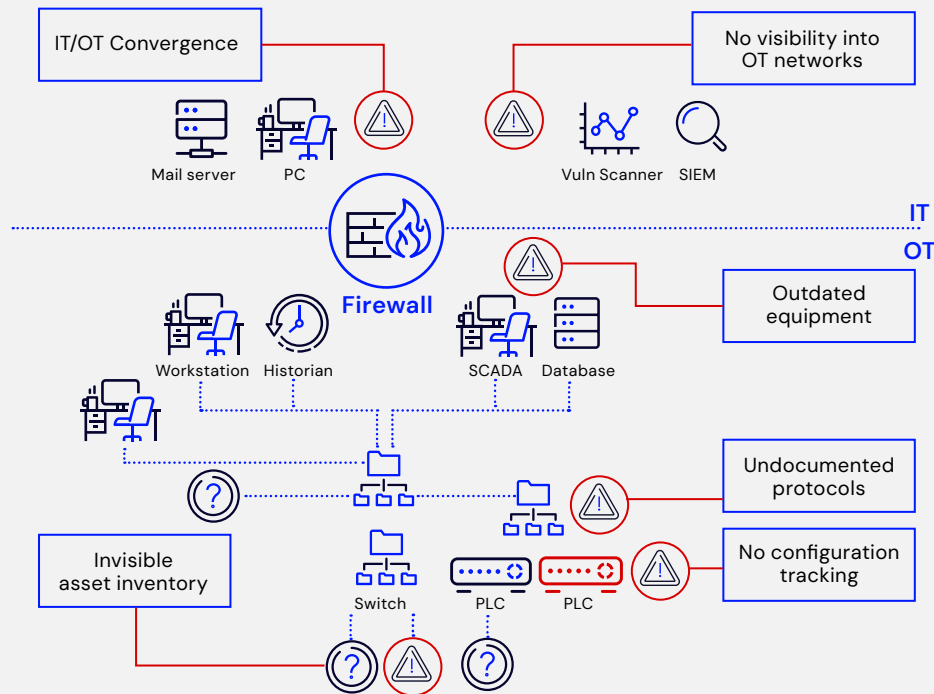 IT/OT Convergence
No visibility into
OT networks
Mail server
PC
Vuln Scanner
SIEM
IT
OT
Firewall
Outdated
equipment
Workstation
Historian
SCADA
Database
?
Undocumented
protocols
Invisible
asset inventory
No configuration
tracking
Switch
PLC
PLC
?
?